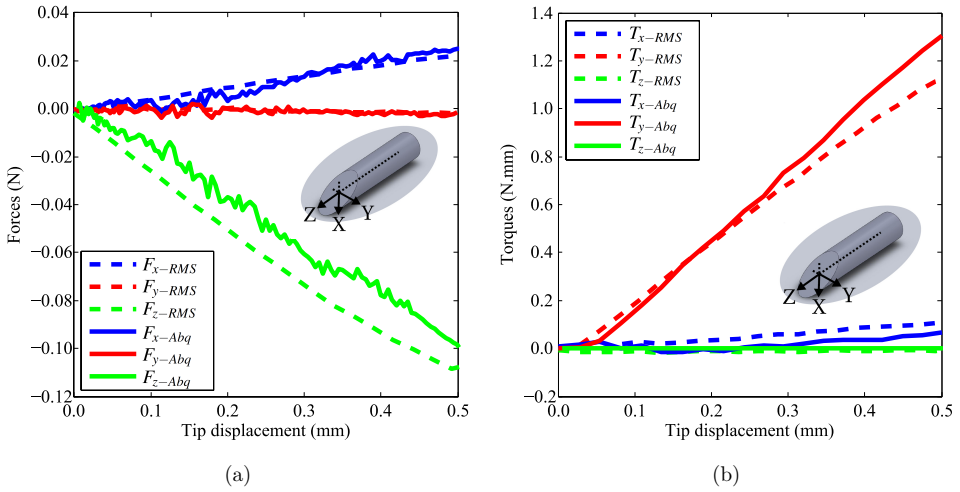 (a)
0.04
0.02
0.00
−0.02
−0.04
−0.06
−0.08
−0.10
−0.12
Forces (N)
F_{x−RMS}
F_{y−RMS}
F_{z−RMS}
F_{x−Abq}
F_{y−Abq}
F_{z−Abq}
Z X Y
0.0 0.1 0.2 0.3 0.4 0.5
Tip displacement (mm)
(a)
(b)
1.4
1.2
1.0
0.8
0.6
0.4
0.2
0.0
−0.2
Torques (N.mm)
T_{x−RMS}
T_{y−RMS}
T_{z−RMS}
T_{x−Abq}
T_{y−Abq}
T_{z−Abq}
Z X Y
0.0 0.1 0.2 0.3 0.4 0.5
Tip displacement (mm)
(b)